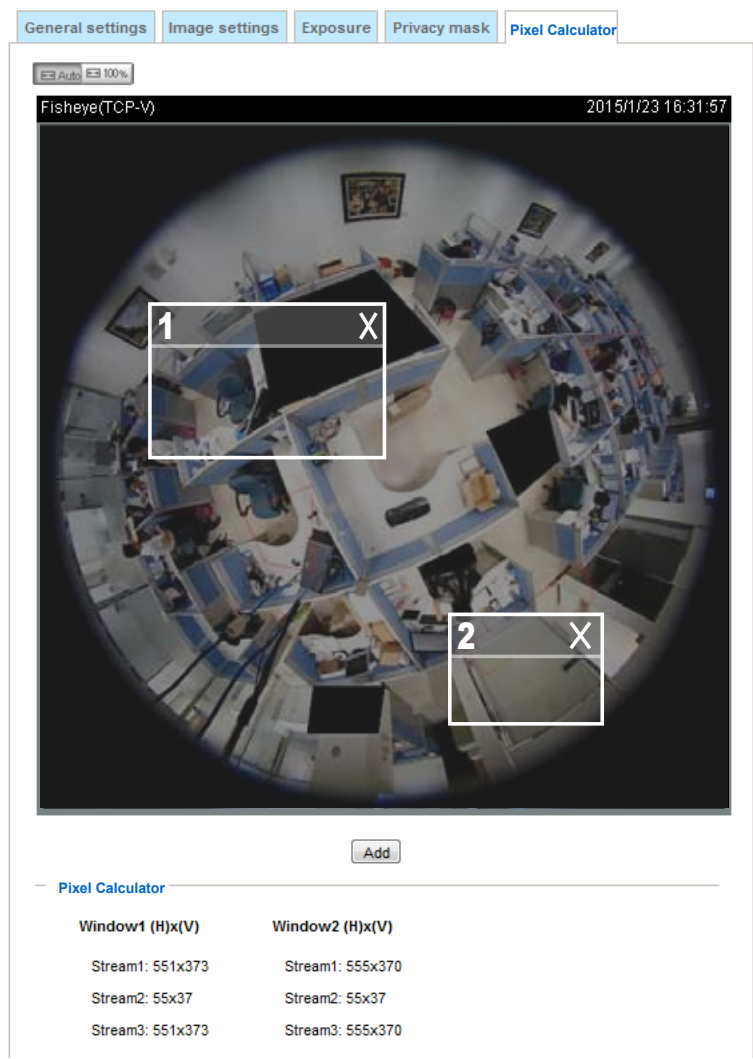 General settings Image settings Exposure Privacy mask Pixel Calculator
Auto 100%
Fisheye(TCP-V) 2015/1/23 16:31:57
1 X
2 X
Add
Pixel Calculator
Window1 (H)x(V) Window2 (H)x(V)
Stream1: 551x373 Stream1: 555x370
Stream2: 55x37 Stream2: 55x37
Stream3: 551x373 Stream3: 555x370